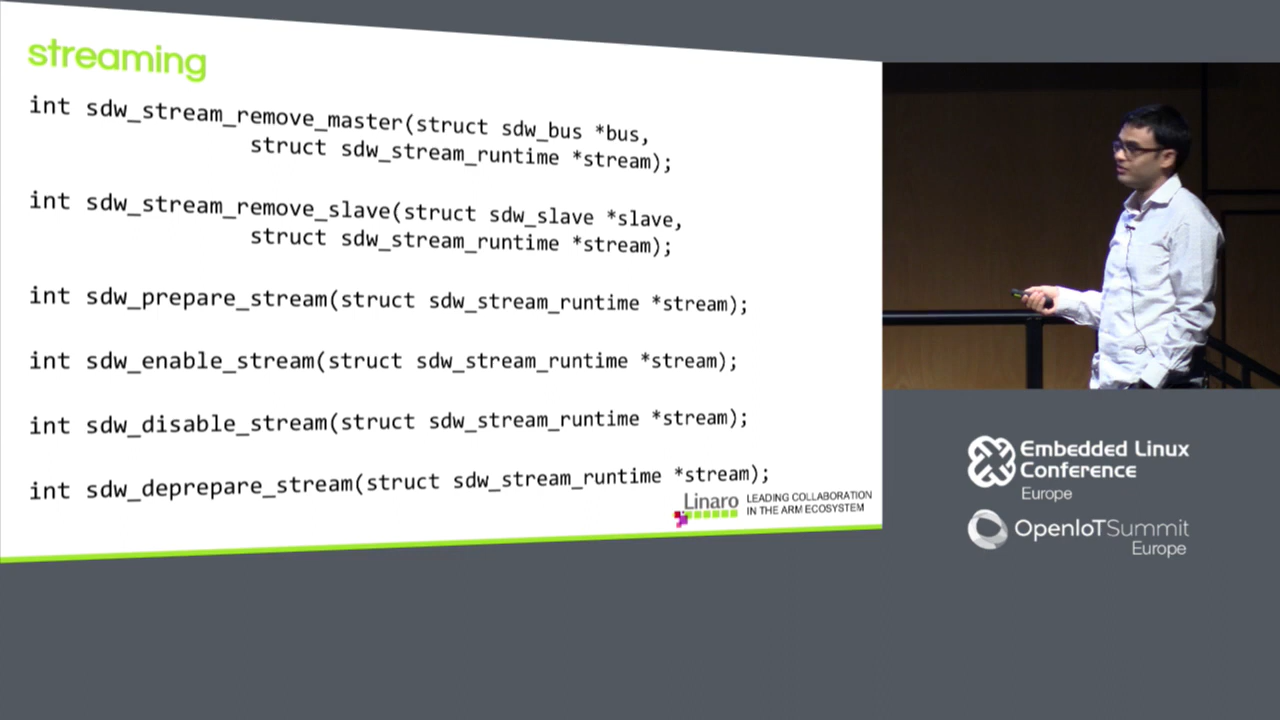 streaming
int sdw_stream_remove_master(struct sdw_bus *bus,
struct sdw_stream_runtime *stream);
int sdw_stream_remove_slave(struct sdw_slave *slave,
struct sdw_stream_runtime *stream);
int sdw_prepare_stream(struct sdw_stream_runtime *stream);
int sdw_enable_stream(struct sdw_stream_runtime *stream);
int sdw_disable_stream(struct sdw_stream_runtime *stream);
int sdw_deprepare_stream(struct sdw_stream_runtime *stream);
Linaro
LEADING COLLABORATION
IN THE ARM ECOSYSTEM
Embedded Linux
Conference
Europe
OpenIoTSummit
Europe